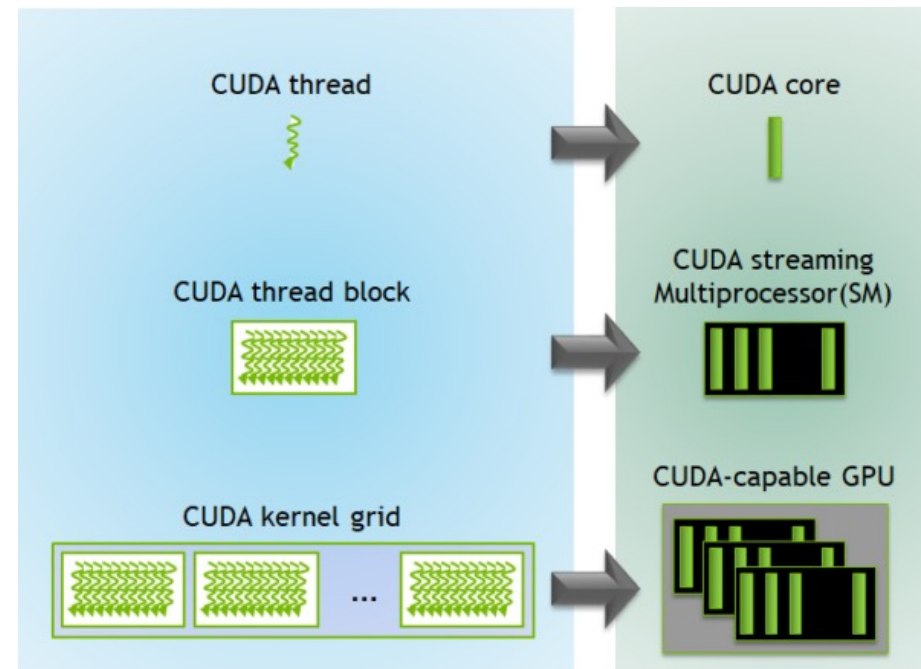 CUDA thread
CUDA core
CUDA thread block
CUDA streaming
Multiprocessor(SM)
CUDA kernel grid
...
CUDA-capable GPU